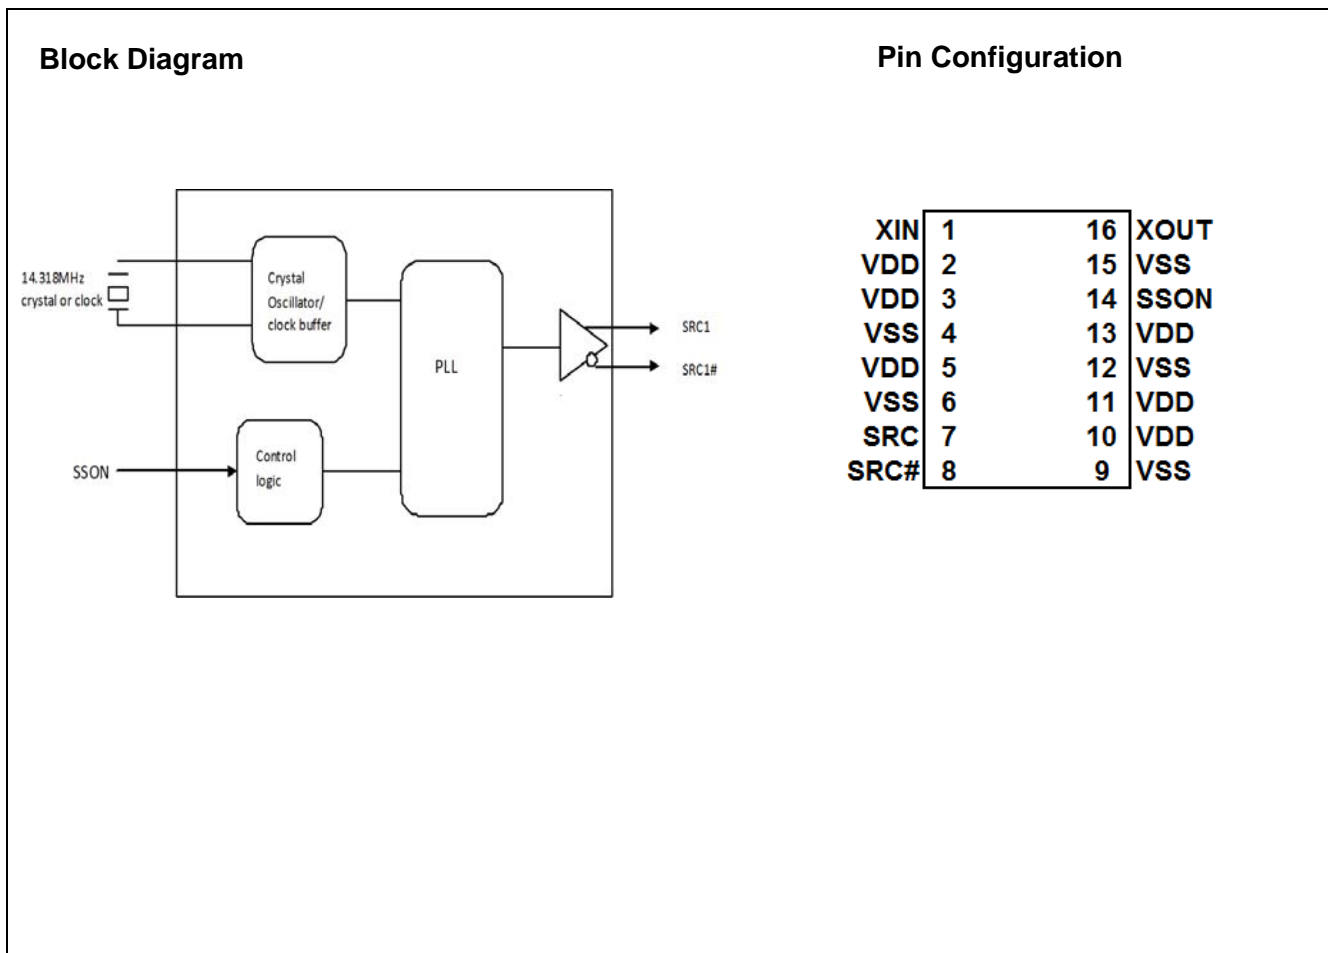 Block Diagram
14.318MHz
crystal or clock
Crystal
Oscillator/
clock buffer
PLL
SRC1
SRC1#
SSON
Control
logic
Pin Configuration
XIN 1 16 XOUT
VDD 2 15 VSS
VDD 3 14 SSON
VSS 4 13 VDD
VDD 5 12 VSS
VSS 6 11 VDD
SRC 7 10 VDD
SRC# 8 9 VSS